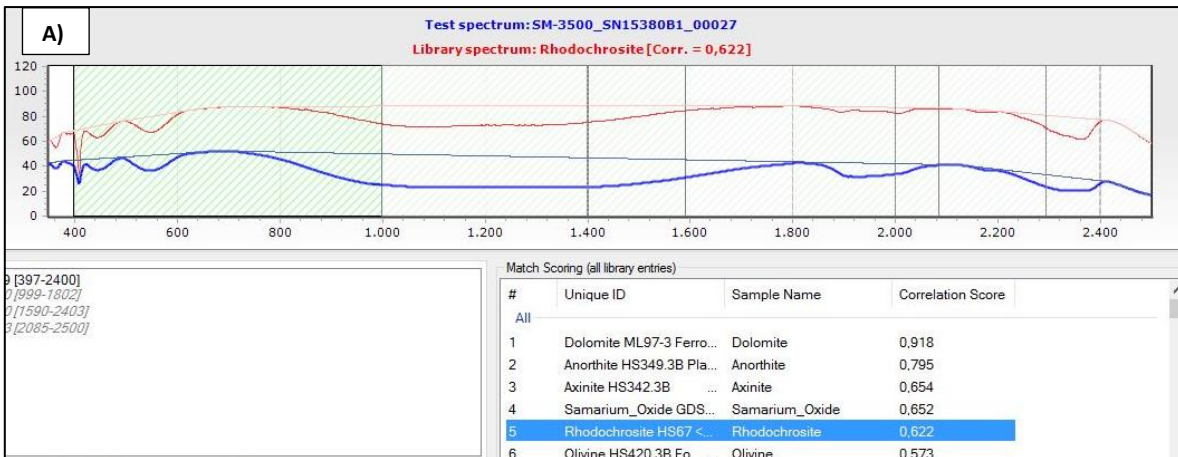 A)
Test spectrum: SM-3500_SN15380B1_00027
Library spectrum: Rhodochrosite [Corr. = 0,622]
120
100
80
60
40
20
0
400 600 800 1.000 1.200 1.400 1.600 1.800 2.000 2.200 2.400
9 [397-2400]
0 [999-1802]
0 [1590-2403]
3 [2085-2500]
Match Scoring (all library entries)
# Unique ID Sample Name Correlation Score
All
1 Dolomite ML97-3 Ferro... Dolomite 0,918
2 Anorthite HS349.3B Pla... Anorthite 0,795
3 Axinite HS342.3B ... Axinite 0,654
4 Samarium_Oxide GDS... Samarium_Oxide 0,652
5 Rhodochrosite HS67 <... Rhodochrosite 0,622
6 Olivine HS420.3B Fo... Olivine 0,573